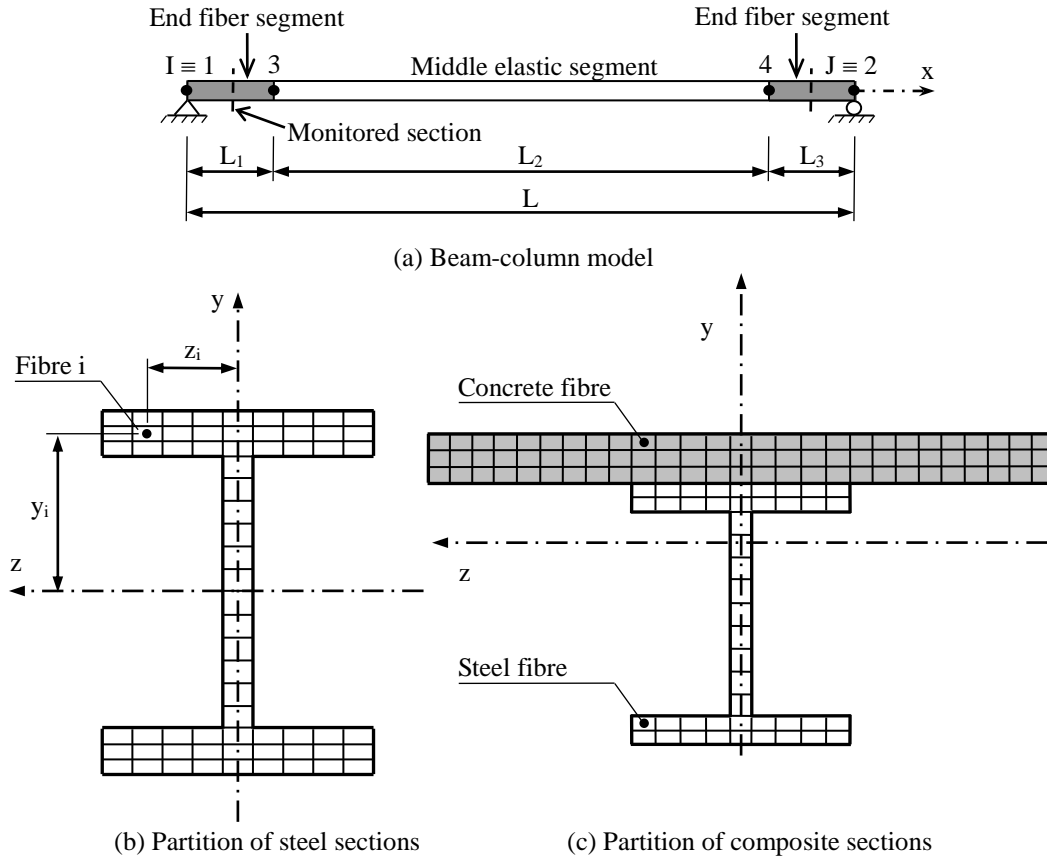 End fiber segment
End fiber segment
I ≡ 1
3
Middle elastic segment
4
J ≡ 2
x
Monitored section
L₁
L₂
L₃
L
(a) Beam-column model
y
zᵢ
Fibre i
yᵢ
z
(b) Partition of steel sections
y
Concrete fibre
z
Steel fibre
(c) Partition of composite sections